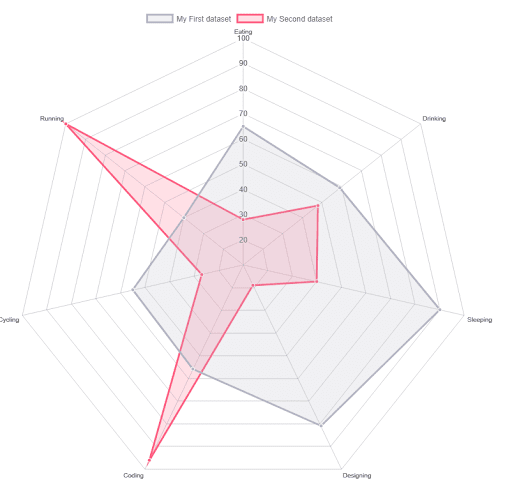 My First dataset My Second dataset
Eating
100
90
80
70
60
50
40
30
20
Running
Drinking
Cycling
Sleeping
Coding
Designing